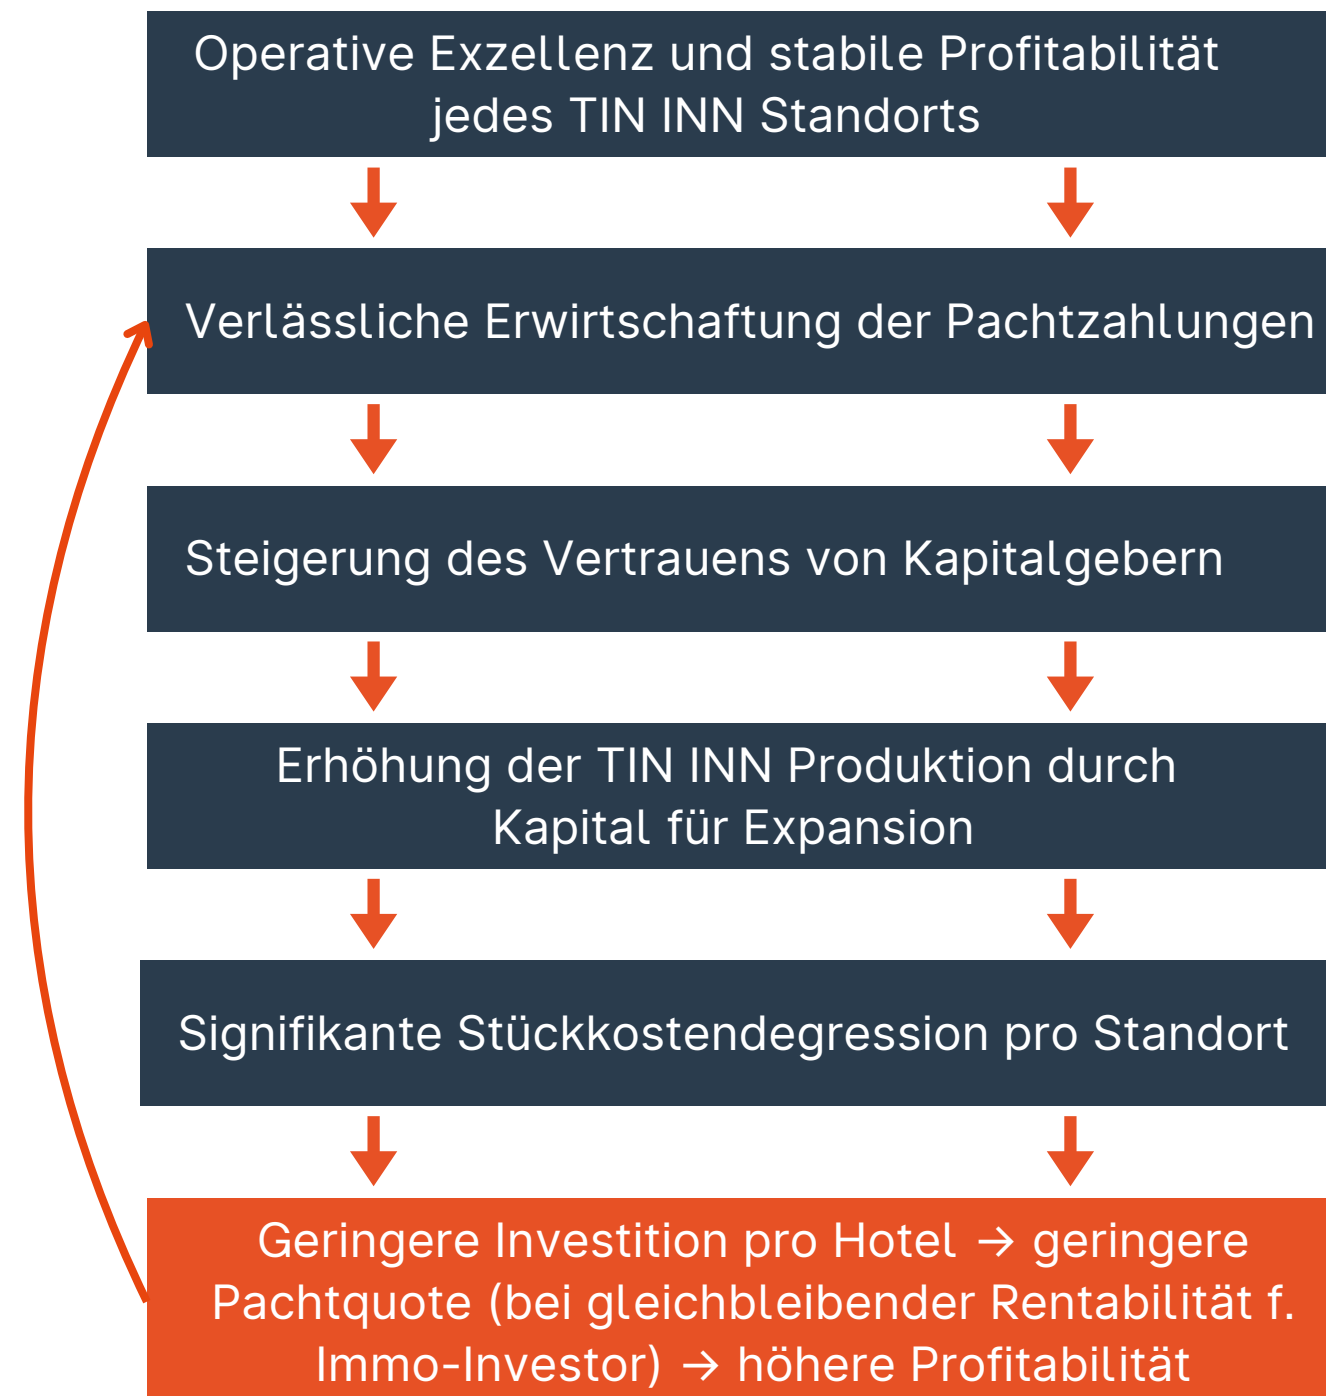 Operative Exzellenz und stabile Profitabilität
jedes TIN INN Standorts
Verlässliche Erwirtschaftung der Pachtzahlungen
Steigerung des Vertrauens von Kapitalgebern
Erhöhung der TIN INN Produktion durch
Kapital für Expansion
Signifikante Stückkostendegression pro Standort
Geringere Investition pro Hotel → geringere
Pachtquote (bei gleichbleibender Rentabilität f.
Immo-Investor) → höhere Profitabilität